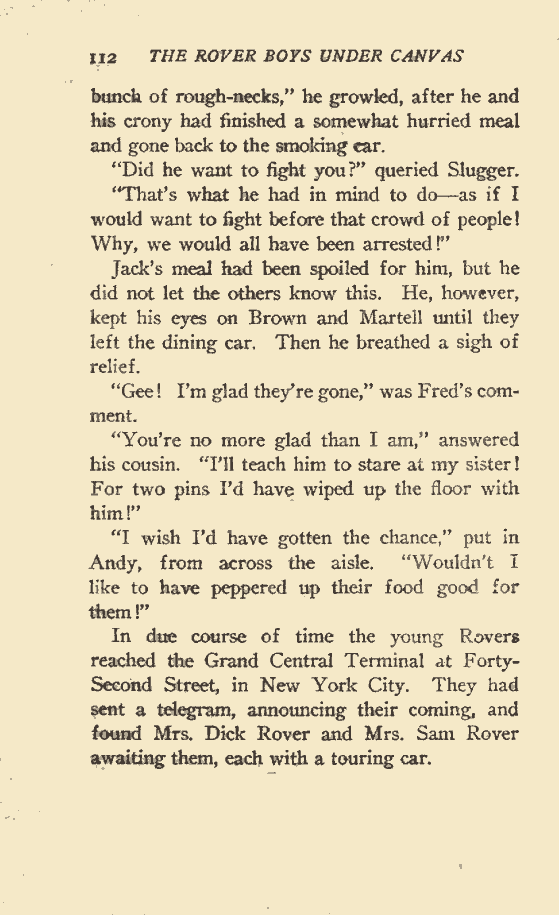 112 THE ROVER BOYS UNDER CANVAS
bunch of rough-necks,” he growled, after he and
his crony had finished a somewhat hurried meal
and gone back to the smoking car.
“Did he want to fight you?” queried Slugger.
“That’s what he had in mind to do—as if I
would want to fight before that crowd of people!
Why, we would all have been arrested!”
Jack’s meal had been spoiled for him, but he
did not let the others know this. He, however,
kept his eyes on Brown and Martell until they
left the dining car. Then he breathed a sigh of
relief.
“Gee! I’m glad they’re gone,” was Fred’s com-
ment.
“You’re no more glad than I am,” answered
his cousin. “I’ll teach him to stare at my sister!
For two pins I’d have wiped up the floor with
him!”
“I wish I’d have gotten the chance,” put in
Andy, from across the aisle. “Wouldn’t I
like to have peppered up their food good for
them!”
In due course of time the young Rovers
reached the Grand Central Terminal at Forty-
Second Street, in New York City. They had
sent a telegram, announcing their coming, and
found Mrs. Dick Rover and Mrs. Sam Rover
awaiting them, each with a touring car.